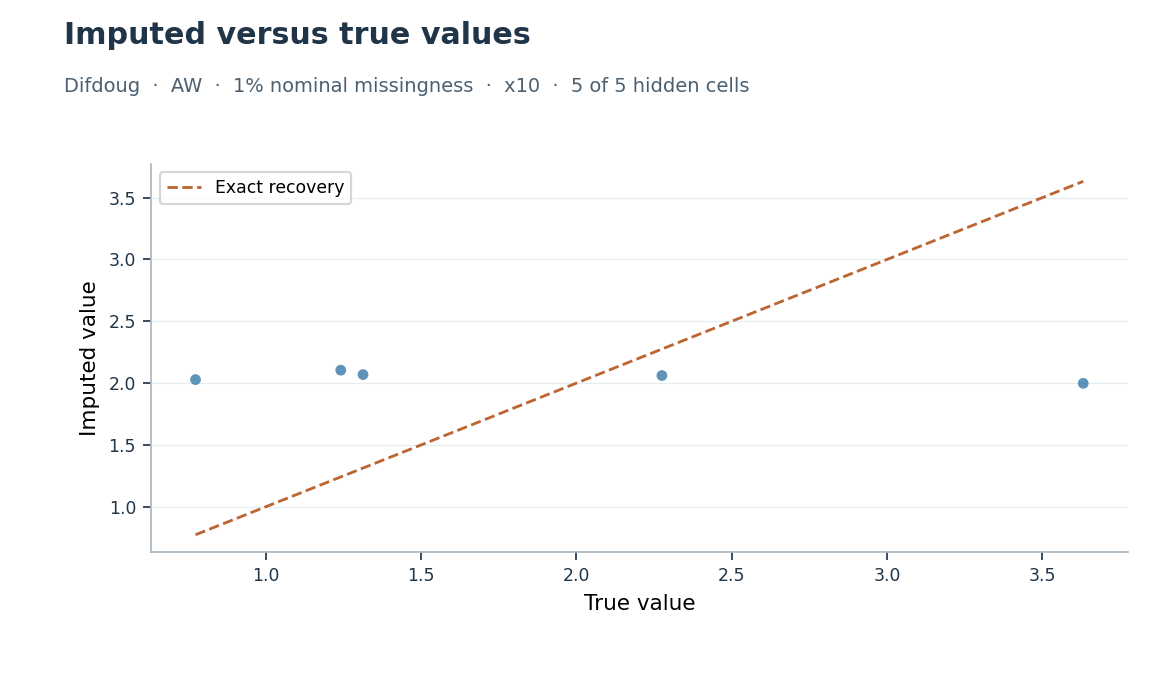 Imputed versus true values
Difdoug · AW · 1% nominal missingness · x10 · 5 of 5 hidden cells
Exact recovery
3.5
3.0
2.5
2.0
1.5
1.0
Imputed value
1.0 1.5 2.0 2.5 3.0 3.5
True value